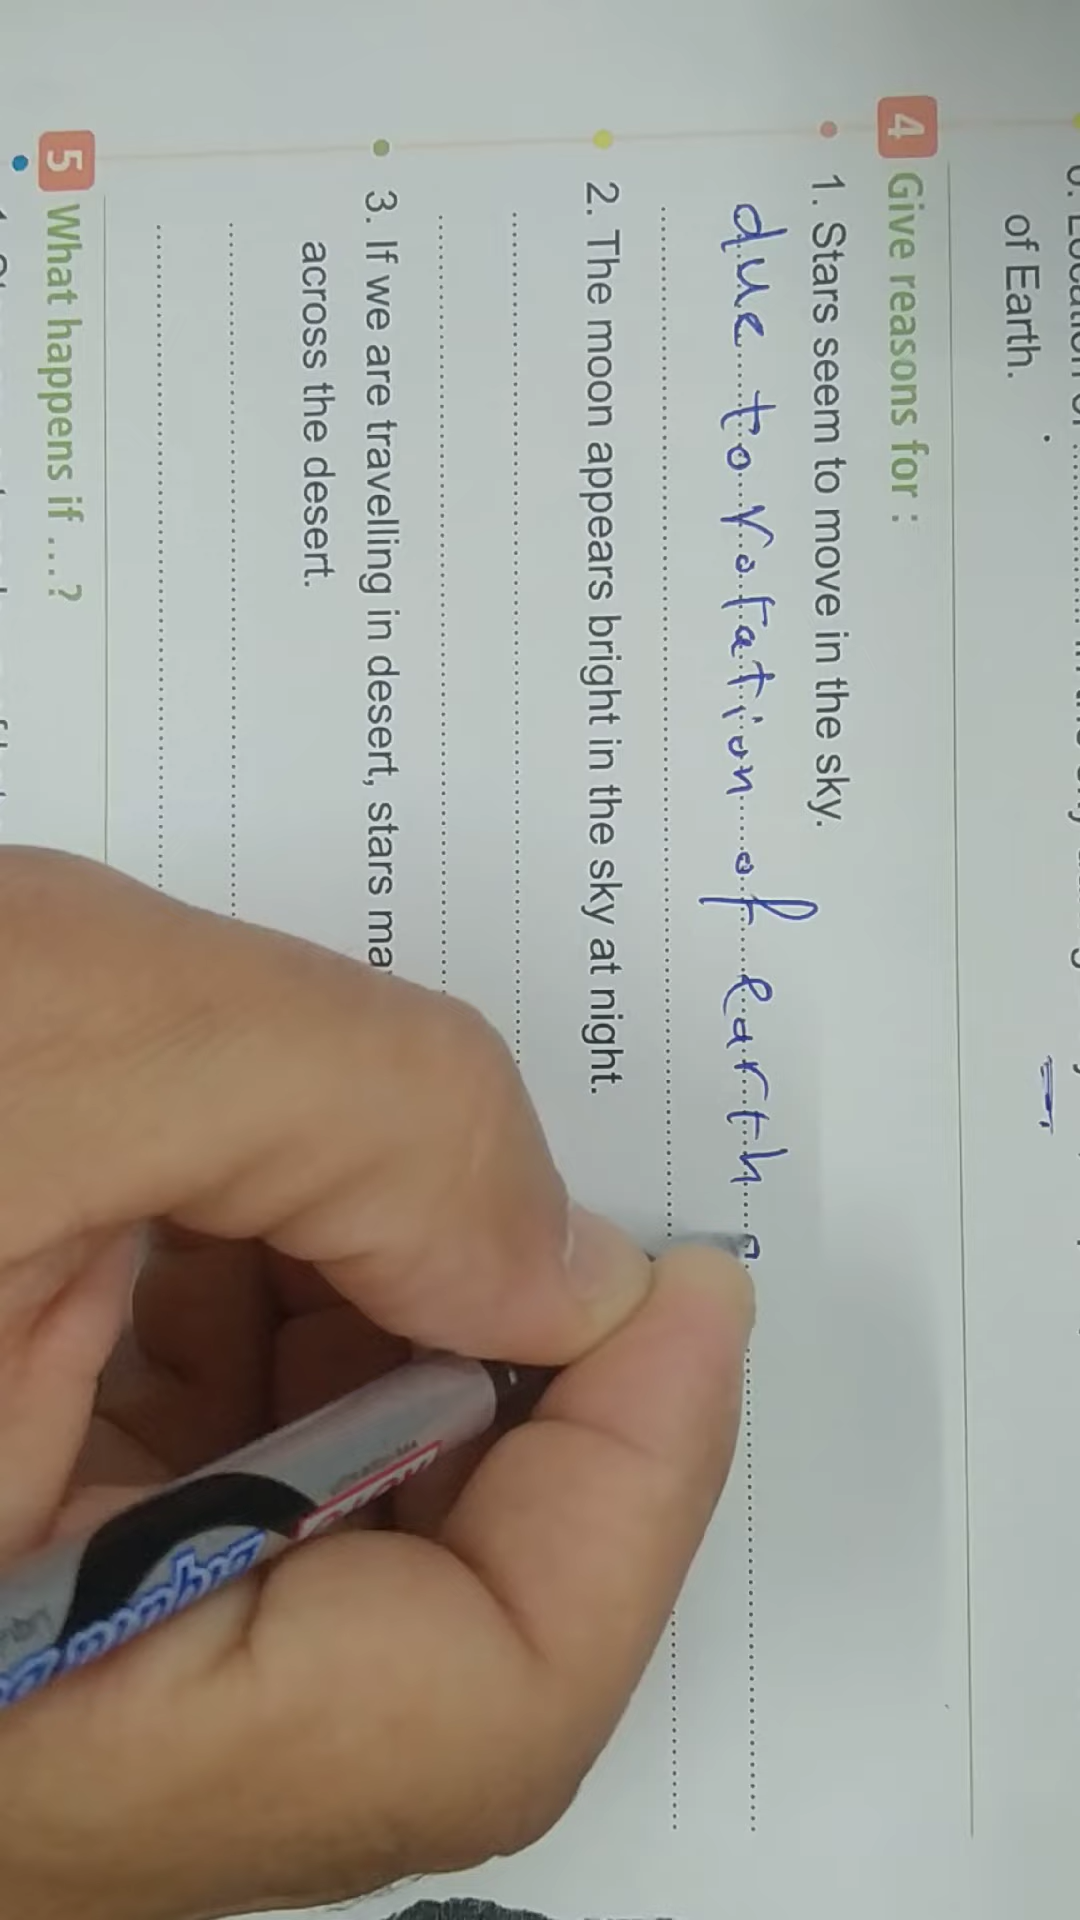 of Earth.
4 Give reasons for :
1. Stars seem to move in the sky.
due to rotation of earth
2. The moon appears bright in the sky at night.
3. If we are travelling in desert, stars
across the desert.
5 What happens if ...?